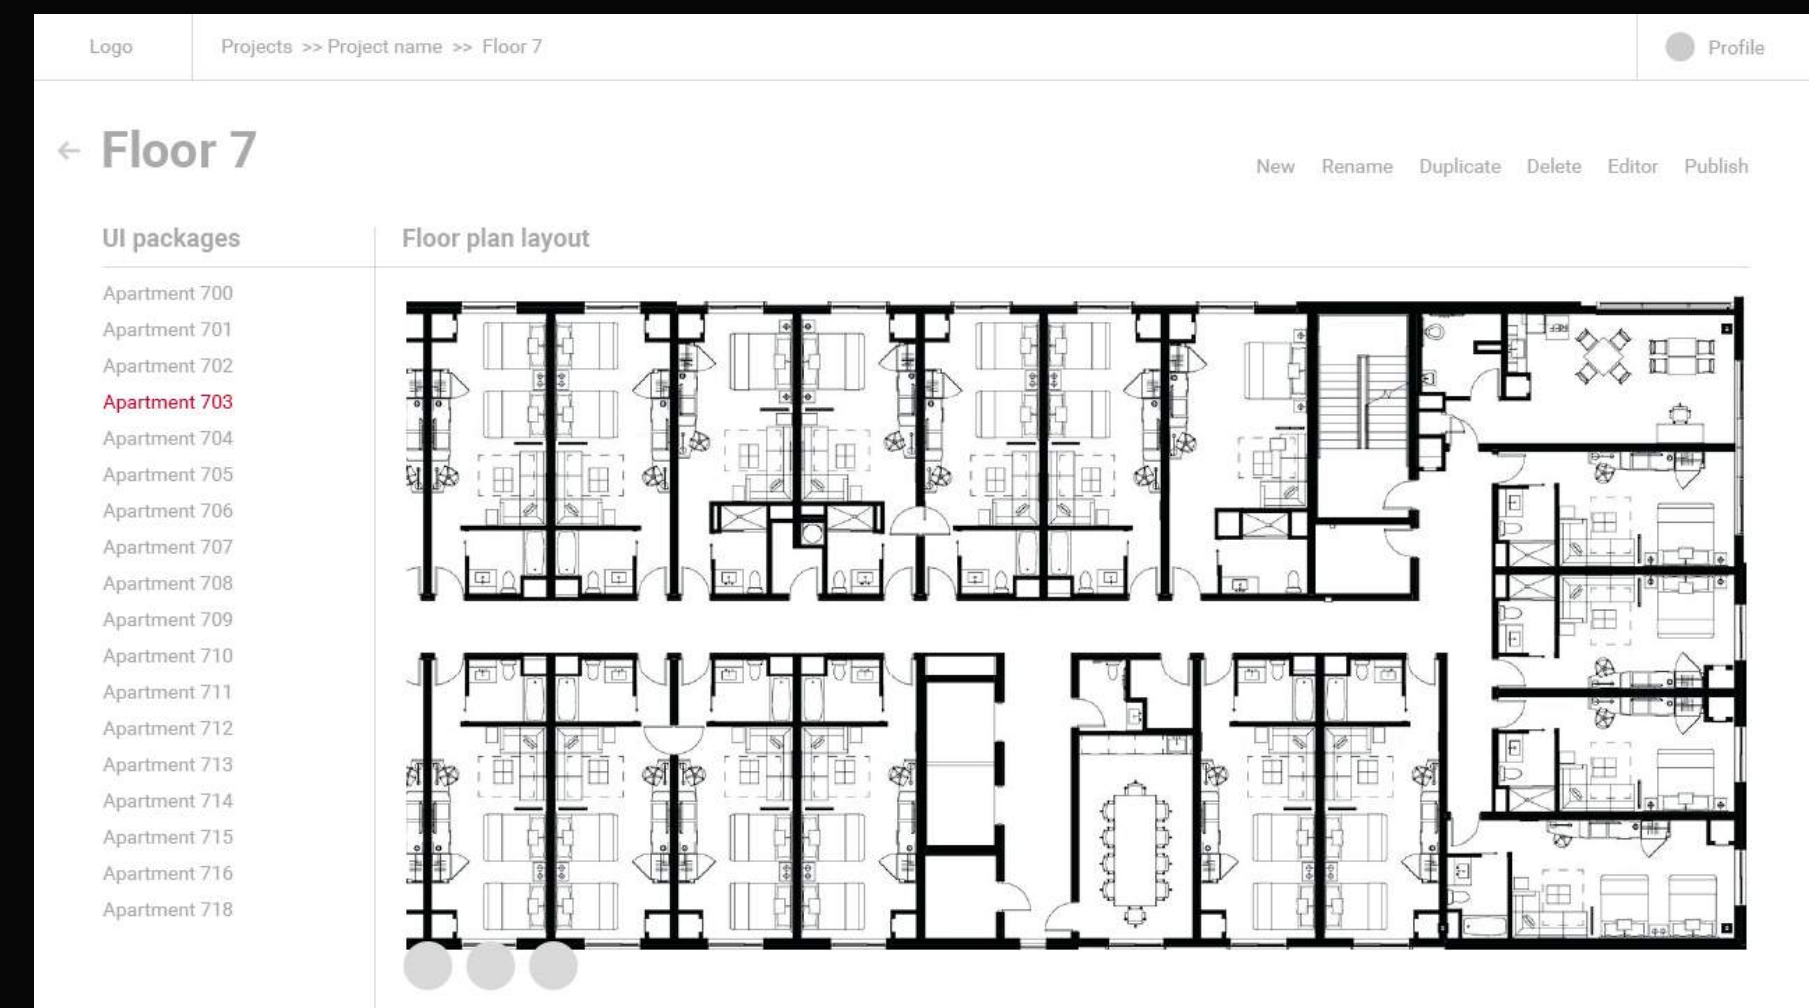 Logo
Projects >> Project name >> Floor 7
Profile
← Floor 7
New Rename Duplicate Delete Editor Publish
UI packages
Floor plan layout
Apartment 700
Apartment 701
Apartment 702
Apartment 703
Apartment 704
Apartment 705
Apartment 706
Apartment 707
Apartment 708
Apartment 709
Apartment 710
Apartment 711
Apartment 712
Apartment 713
Apartment 714
Apartment 715
Apartment 716
Apartment 718
REF